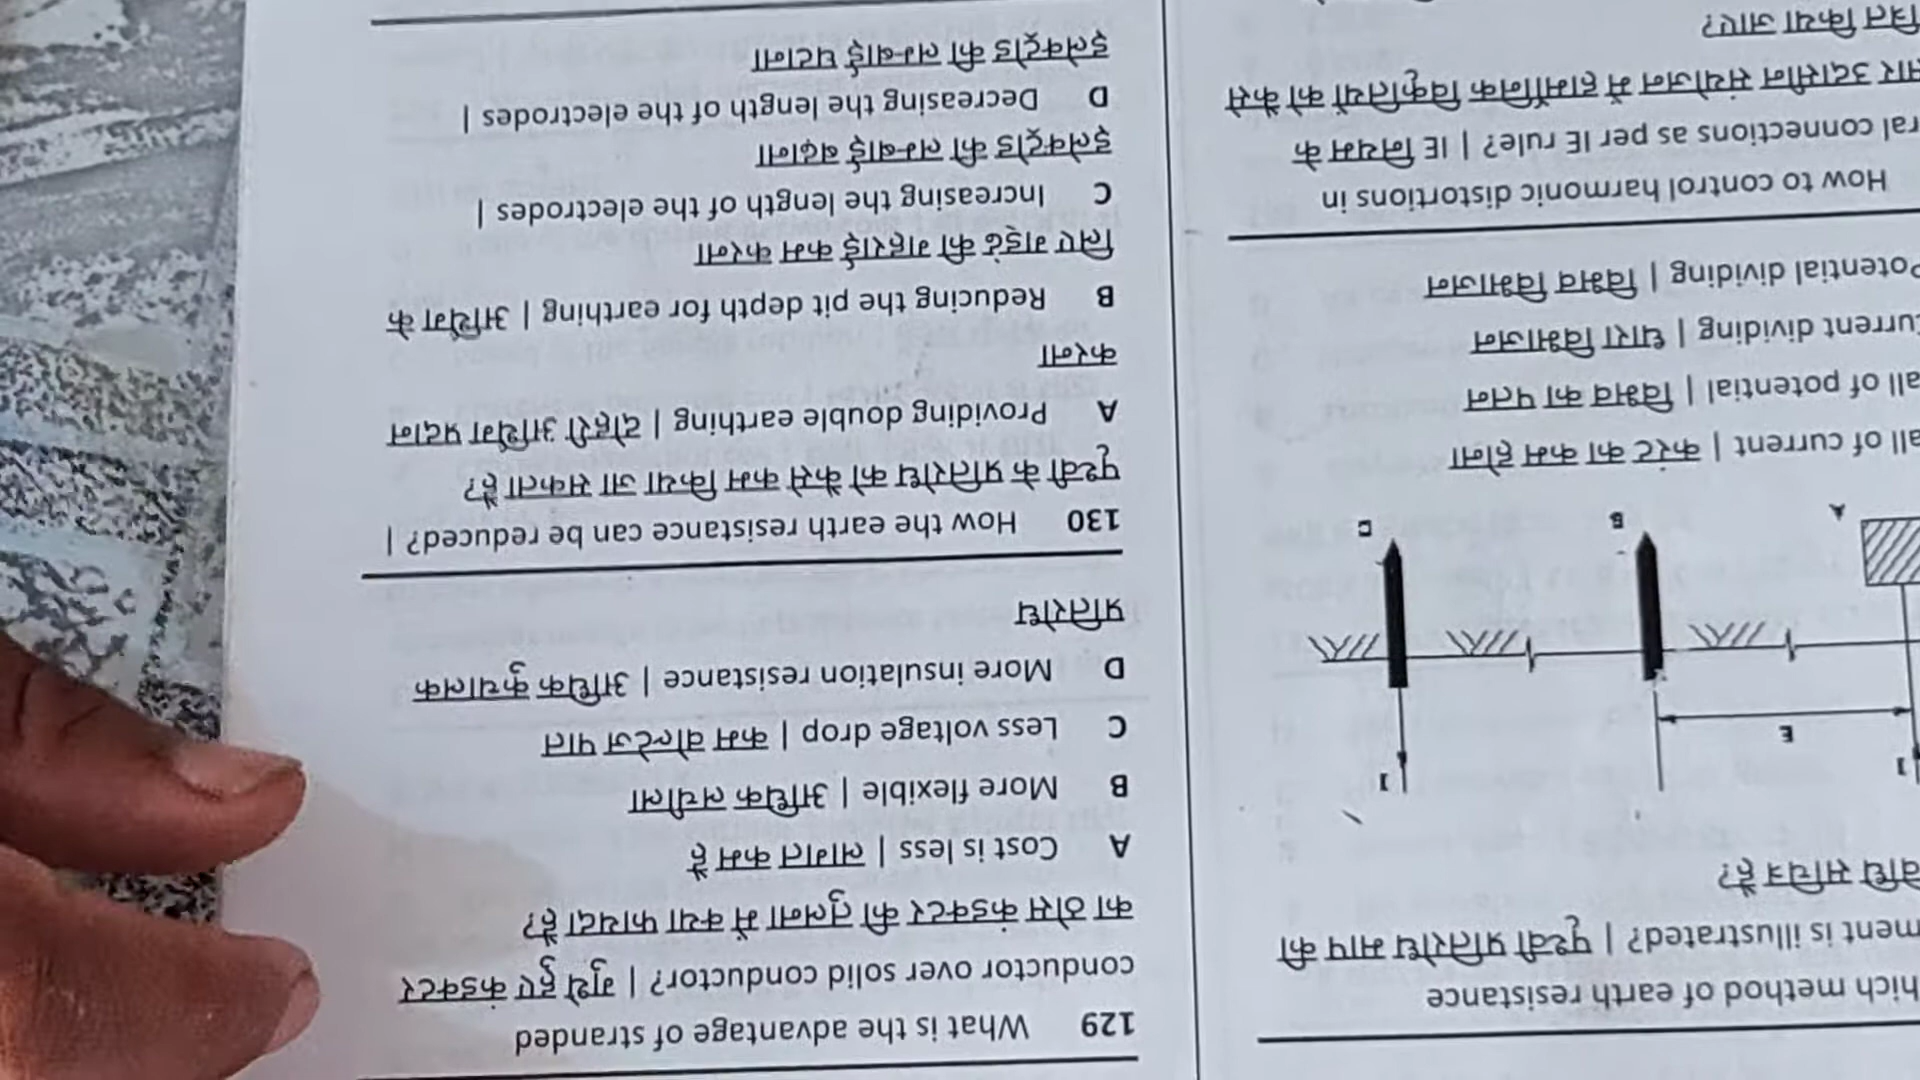 129 What is the advantage of stranded
conductor over solid conductor? | गुथे हुए कंडक्टर
का ठोस कंडक्टर की तुलना में क्या फायदा है?
A Cost is less | लागत कम है
B More flexible | अधिक लचीला
C Less voltage drop | कम वोल्टेज पात
D More insulation resistance | अधिक कुचालक
प्रतिरोध
130 How the earth resistance can be reduced? |
पृथ्वी के प्रतिरोध को कैसे कम किया जा सकता है?
A Providing double earthing | दोहरी अर्थिंग प्रदान
करना
B Reducing the pit depth for earthing | अर्थिंग के
लिए गड्ढे की गहराई कम करना
C Increasing the length of the electrodes |
इलेक्ट्रोड की लम्बाई बढ़ाना
D Decreasing the length of the electrodes |
इलेक्ट्रोड की लम्बाई घटाना
hich method of earth resistance
ment is illustrated? | पृथ्वी प्रतिरोध माप की
विधि सचित्र है?
I I
E
A B C
all of current | करंट का कम होना
all of potential | विभव का पतन
urrent dividing | धारा विभाजन
Potential dividing | विभव विभाजन
How to control harmonic distortions in
ral connections as per IE rule? | IE नियम के
सार उदासीन संयोजन में हार्मोनिक विकृतियों को कैसे
त्रित किया जाए?